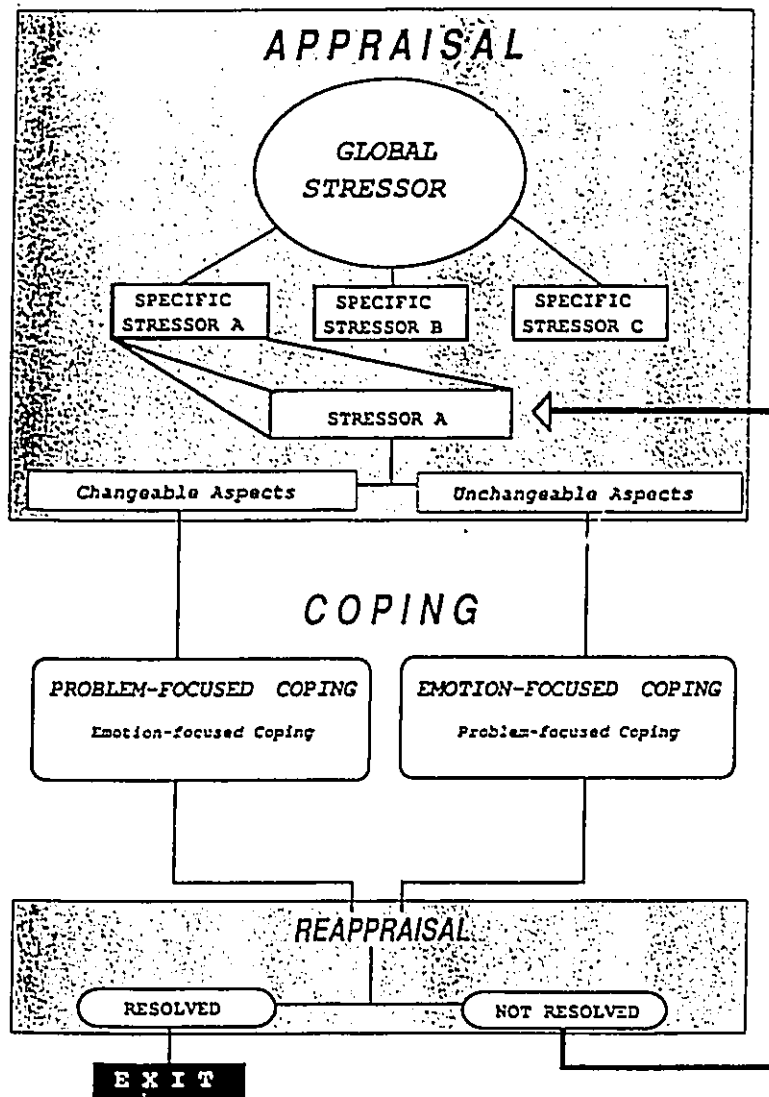 APPRAISAL
GLOBAL
STRESSOR
SPECIFIC
STRESSOR A
SPECIFIC
STRESSOR B
SPECIFIC
STRESSOR C
STRESSOR A
Changeable Aspects
Unchangeable Aspects
COPING
PROBLEM-FOCUSED COPING
Emotion-focused Coping
EMOTION-FOCUSED COPING
Problem-focused Coping
REAPPRAISAL
RESOLVED
NOT RESOLVED
EXIT